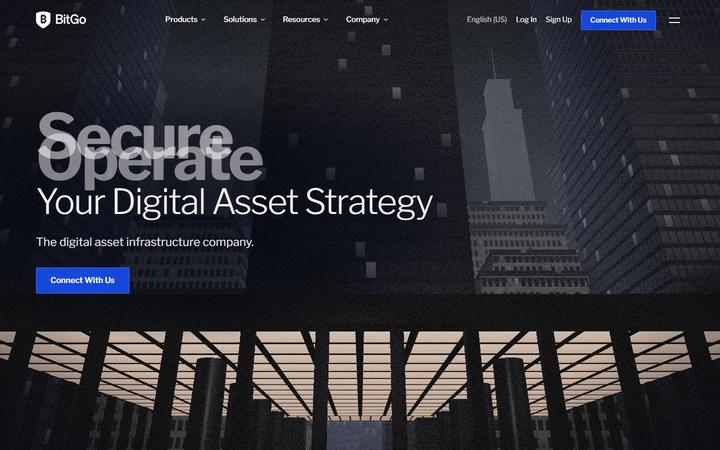 BitGo
Products Solutions Resources Company
English (US) Log In Sign Up Connect With Us
Secure
Operate
Your Digital Asset Strategy
The digital asset infrastructure company.
Connect With Us